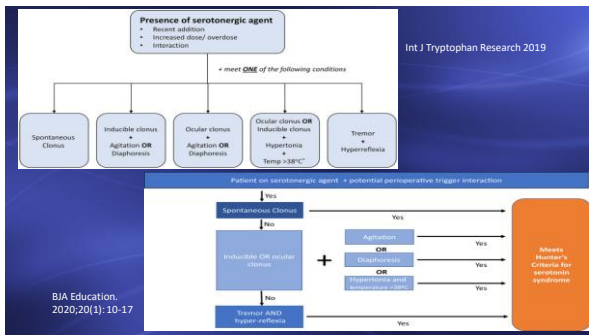 Presence of serotonergic agent
• Recent addition
• Increased dose/ overdose
• Interaction
Int J Tryptophan Research 2019
+ meet ONE of the following conditions
Spontaneous
Clonus
Inducible clonus
+
Agitation OR
Diaphoresis
Ocular clonus
+
Agitation OR
Diaphoresis
Ocular clonus OR
Inducible clonus
+
Hypertonia
+
Temp >38°C*
Tremor
+
Hyperreflexia
Patient on serotonergic agent + potential perioperative trigger interaction
Yes
Spontaneous Clonus
Yes
No
Inducible OR ocular
clonus
+
Agitation
Yes
OR
Diaphoresis
Yes
OR
Hypertonia and
temperature >38°C
Yes
No
Tremor AND
hyper-reflexia
Yes
Meets
Hunter's
Criteria for
serotonin
syndrome
BJA Education.
2020;20(1): 10-17